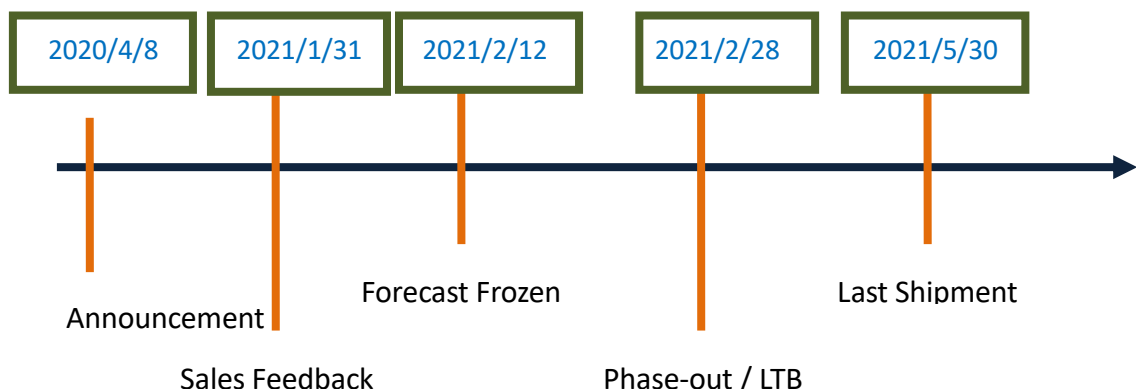 2020/4/8
2021/1/31
2021/2/12
2021/2/28
2021/5/30
Forecast Frozen
Last Shipment
Announcement
Sales Feedback
Phase-out / LTB